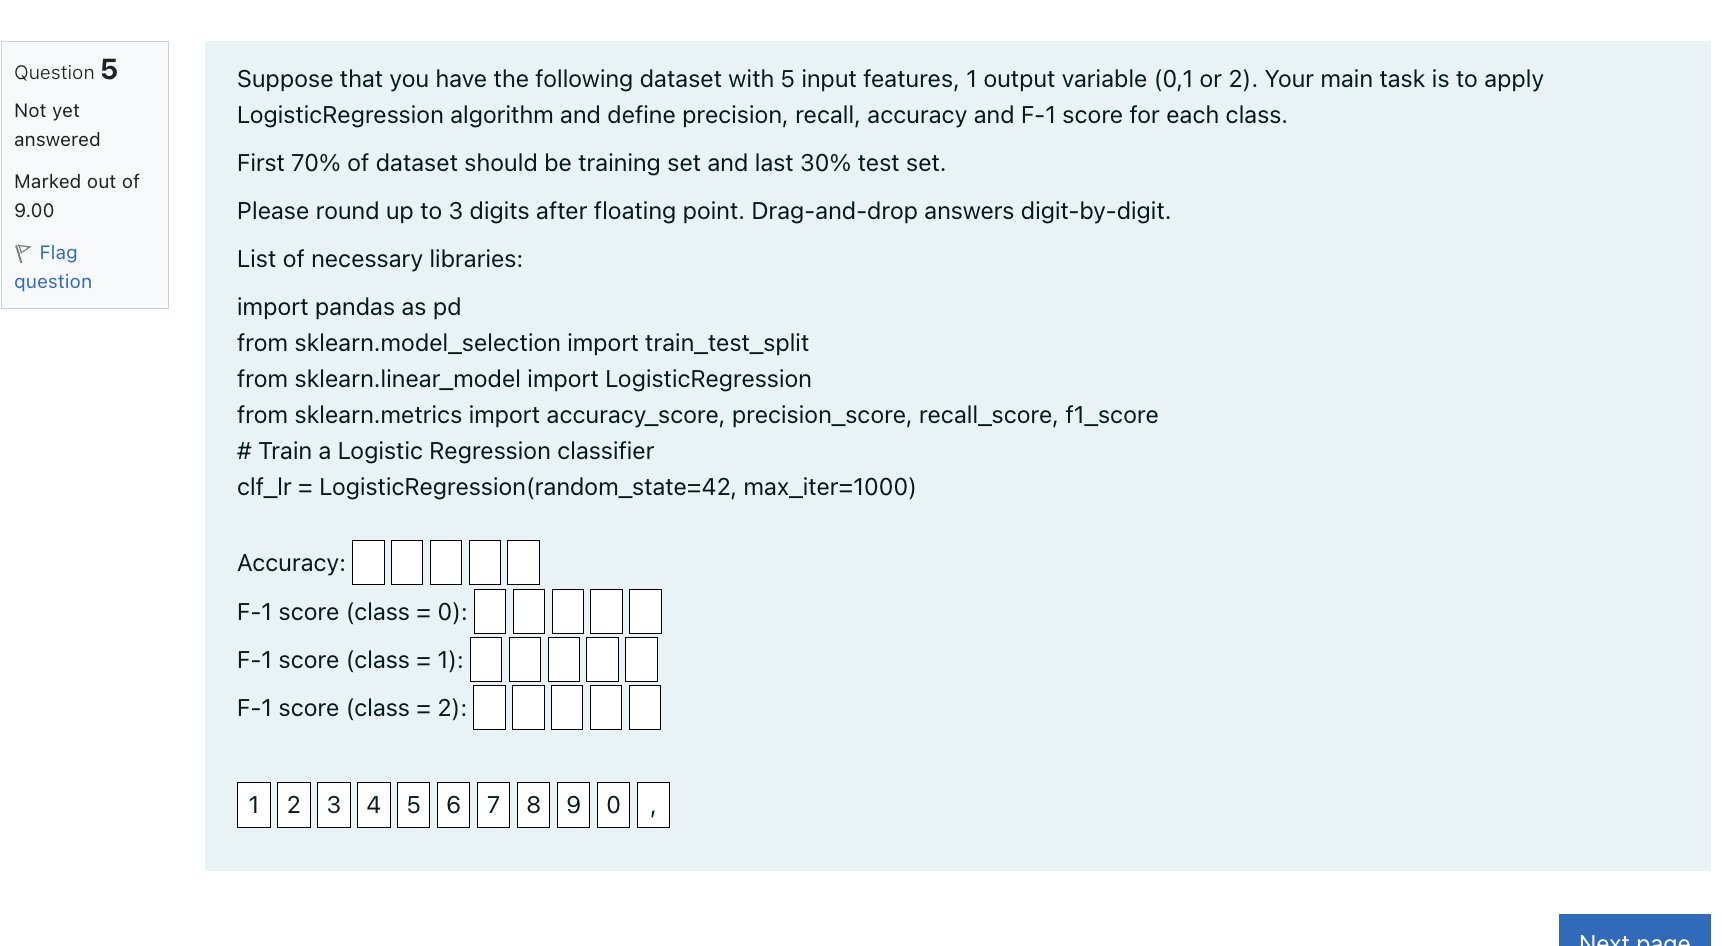 Question 5
Not yet
answered
Marked out of
9.00
Flag
question
Suppose that you have the following dataset with 5 input features, 1 output variable (0,1 or 2). Your main task is to apply
LogisticRegression algorithm and define precision, recall, accuracy and F-1 score for each class.
First 70% of dataset should be training set and last 30% test set.
Please round up to 3 digits after floating point. Drag-and-drop answers digit-by-digit.
List of necessary libraries:
import pandas as pd
from sklearn.model_selection import train_test_split
from sklearn.linear_model import LogisticRegression
from sklearn.metrics import accuracy_score, precision_score, recall_score, f1_score
# Train a Logistic Regression classifier
clf_lr = LogisticRegression(random_state=42, max_iter=1000)
Accuracy:
F-1 score (class = 0):
F-1 score (class = 1):
F-1 score (class = 2):
1 2 3 4 5 6 7 8 9 0 ,
Next page